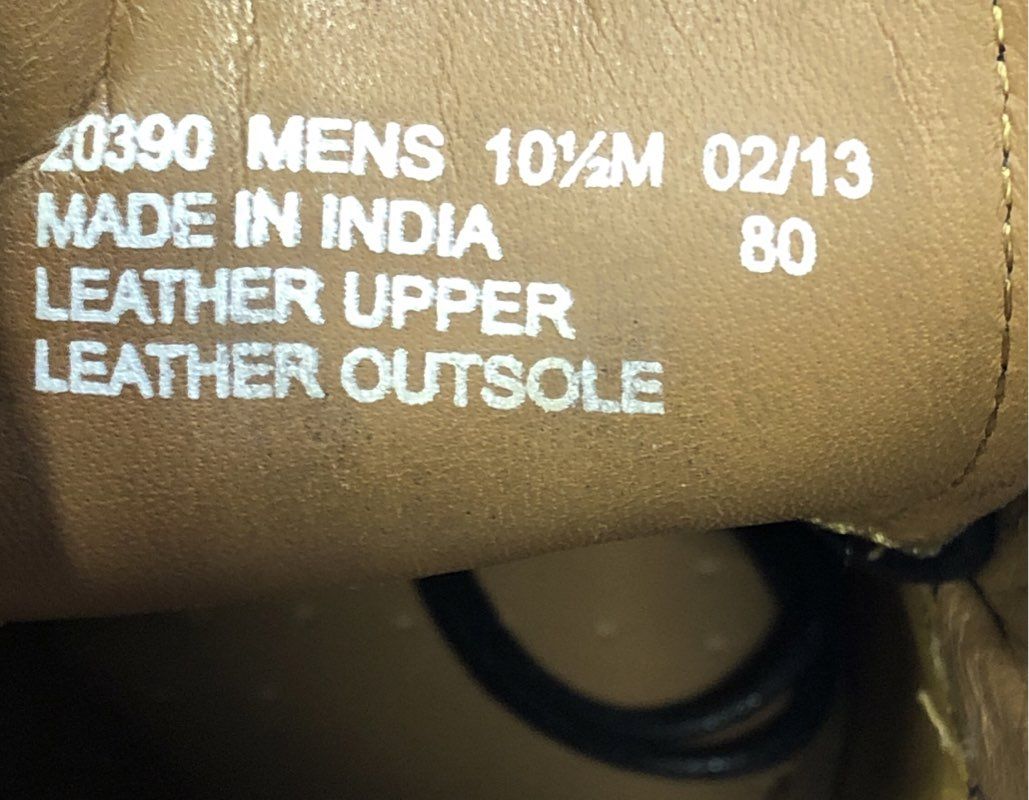 20390 MENS 10½M 02/13
MADE IN INDIA 80
LEATHER UPPER
LEATHER OUTSOLE